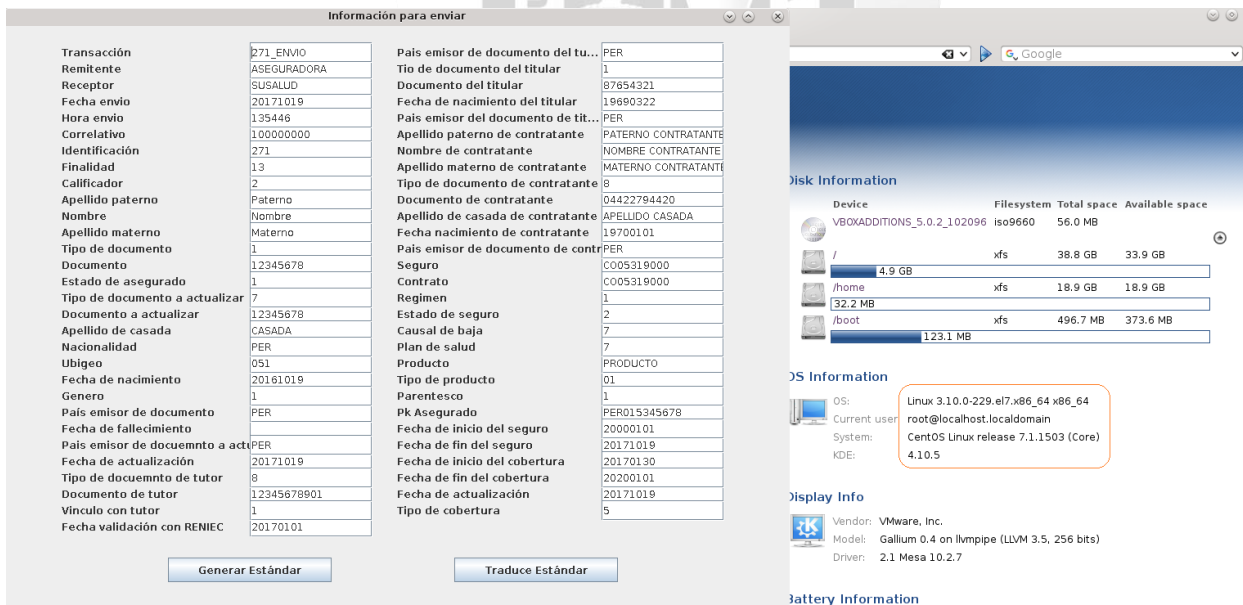 Información para enviar
Transacción 271_ENVIO
Remitente ASEGURADORA
Receptor SUSALUD
Fecha envio 20171019
Hora envio 135446
Correlativo 100000000
Identificación 271
Finalidad 13
Calificador 2
Apellido paterno Paterno
Nombre Nombre
Apellido materno Materno
Tipo de documento 1
Documento 12345678
Estado de asegurado 1
Tipo de documento a actualizar 7
Documento a actualizar 12345678
Apellido de casada CASADA
Nacionalidad PER
Ubigeo 051
Fecha de nacimiento 20161019
Genero 1
País emisor de documento PER
Fecha de fallecimiento
Pais emisor de docuemnto a actu PER
Fecha de actualización 20171019
Tipo de docuemnto de tutor 8
Documento de tutor 12345678901
Vinculo con tutor 1
Fecha validación con RENIEC 20170101
Pais emisor de documento del tu... PER
Tio de documento del titular 1
Documento del titular 87654321
Fecha de nacimiento del titular 19690322
Pais emisor del documento de tit... PER
Apellido paterno de contratante PATERNO CONTRATANTE
Nombre de contratante NOMBRE CONTRATANTE
Apellido materno de contratante MATERNO CONTRATANTE
Tipo de documento de contratante 8
Documento de contratante 04422794420
Apellido de casada de contratante APELLIDO CASADA
Fecha nacimiento de contratante 19700101
Pais emisor de documento de contr PER
Seguro CO05319000
Contrato C005319000
Regimen 1
Estado de seguro 2
Causal de baja 7
Plan de salud 7
Producto PRODUCTO
Tipo de producto 01
Parentesco 1
Pk Asegurado PER015345678
Fecha de inicio del seguro 20000101
Fecha de fin del seguro 20171019
Fecha de inicio del cobertura 20170130
Fecha de fin del cobertura 20200101
Fecha de actualización 20171019
Tipo de cobertura 5
Generar Estándar
Traduce Estándar
Google
Disk Information
Device Filesystem Total space Available space
VBOXADDITIONS_5.0.2_102096 iso9660 56.0 MB
/ xfs 38.8 GB 33.9 GB
4.9 GB
/home xfs 18.9 GB 18.9 GB
32.2 MB
/boot xfs 496.7 MB 373.6 MB
123.1 MB
OS Information
OS: Linux 3.10.0-229.el7.x86_64 x86_64
Current user root@localhost.localdomain
System: CentOS Linux release 7.1.1503 (Core)
KDE: 4.10.5
Display Info
Vendor: VMware, Inc.
Model: Gallium 0.4 on llvmpipe (LLVM 3.5, 256 bits)
Driver: 2.1 Mesa 10.2.7
Battery Information